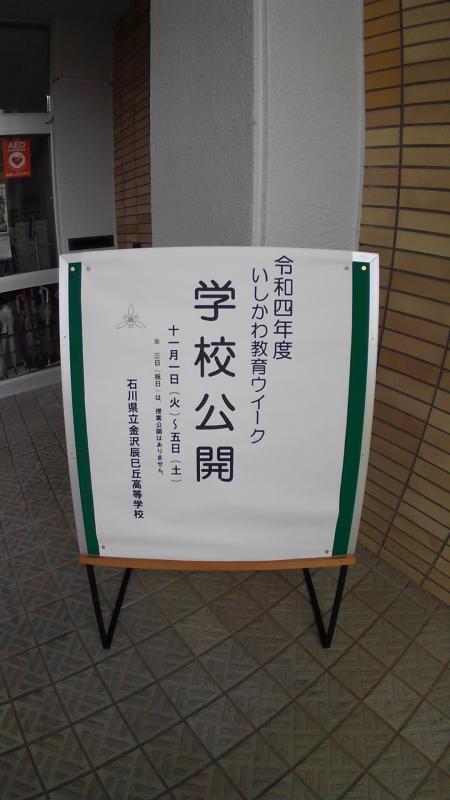 令和四年度
いしかわ教育ウイーク
学校公開
十一月一日（火）～五日（土）
※ 三日（祝日）は、授業公開はありません。
石川県立金沢辰巳丘高等学校
AED